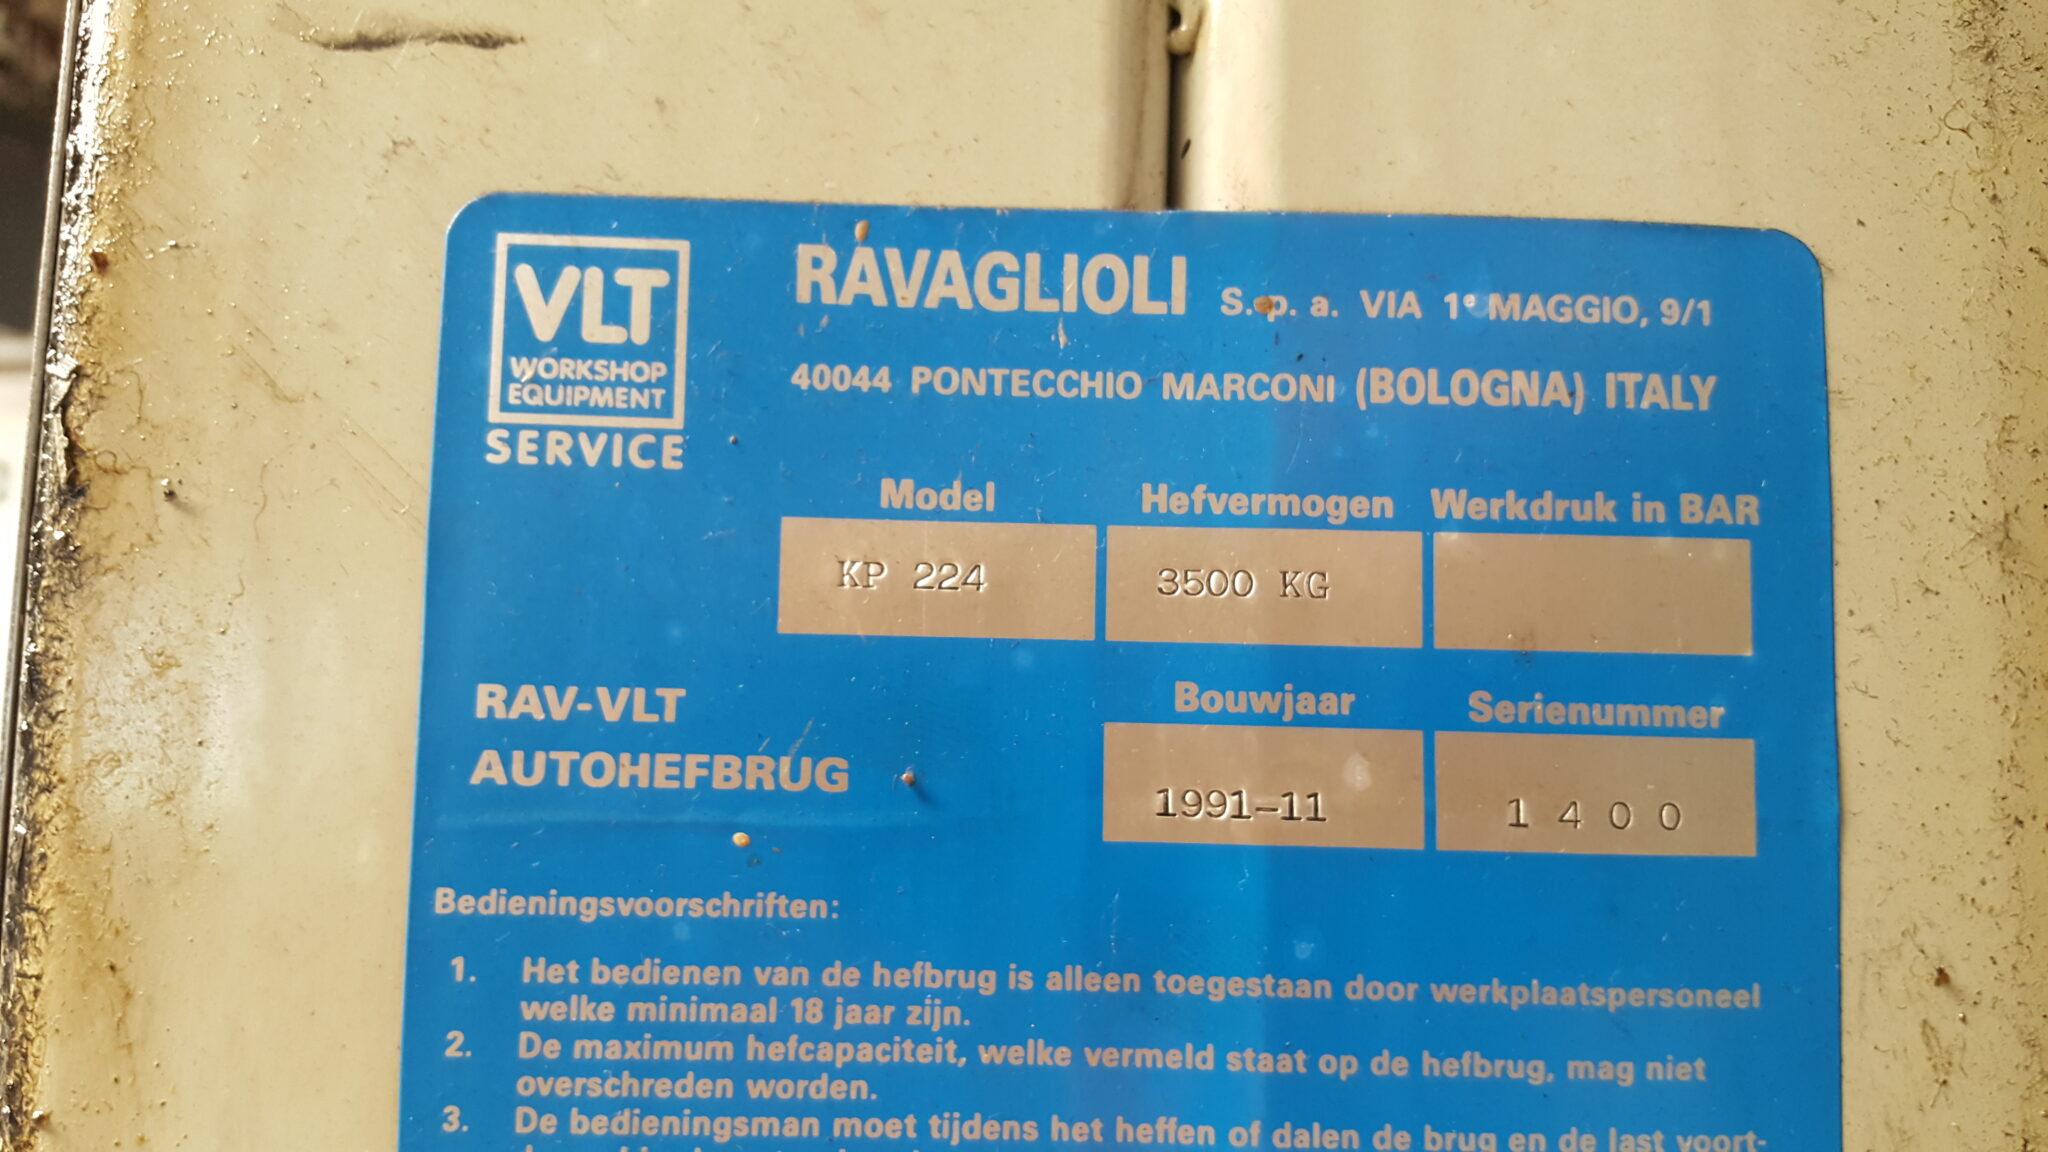 VLT
WORKSHOP
EQUIPMENT
SERVICE
RAVAGLIOLI S.p.a. VIA 1° MAGGIO, 9/1
40044 PONTECCHIO MARCONI (BOLOGNA) ITALY
Model Hefvermogen Werkdruk in BAR
KP 224 3500 KG
RAV-VLT
AUTOHEFBRUG
Bouwjaar Serienummer
1991-11 1 4 0 0
Bedieningsvoorschriften:
1. Het bedienen van de hefbrug is alleen toegestaan door werkplaatspersoneel
welke minimaal 18 jaar zijn.
2. De maximum hefcapaciteit, welke vermeld staat op de hefbrug, mag niet
overschreden worden.
3. De bedieningsman moet tijdens het heffen of dalen de brug en de last voort-